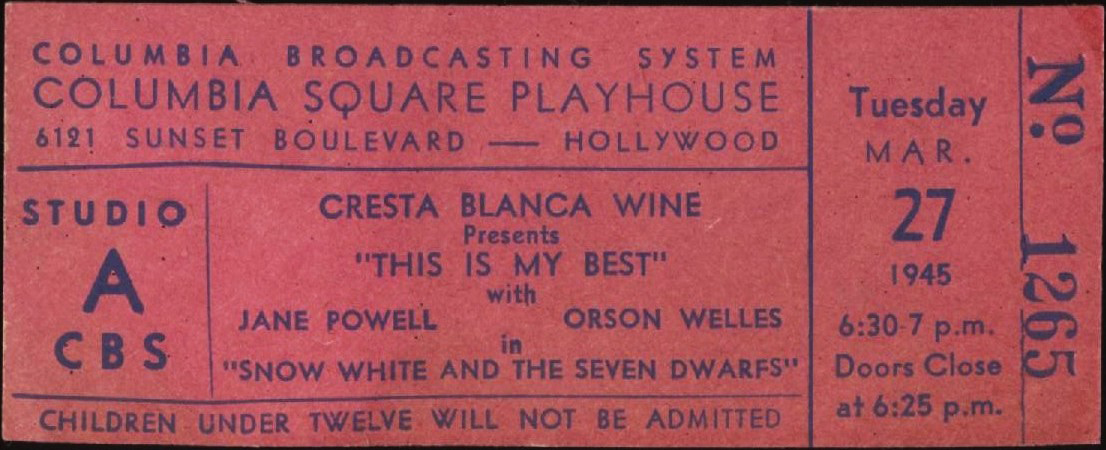 COLUMBIA BROADCASTING SYSTEM
COLUMBIA SQUARE PLAYHOUSE
6121 SUNSET BOULEVARD — HOLLYWOOD
STUDIO
A
CBS
CRESTA BLANCA WINE
Presents
"THIS IS MY BEST"
with
JANE POWELL ORSON WELLES
in
"SNOW WHITE AND THE SEVEN DWARFS"
CHILDREN UNDER TWELVE WILL NOT BE ADMITTED
Tuesday
MAR.
27
1945
6:30-7 p.m.
Doors Close
at 6:25 p.m.
No. 1265